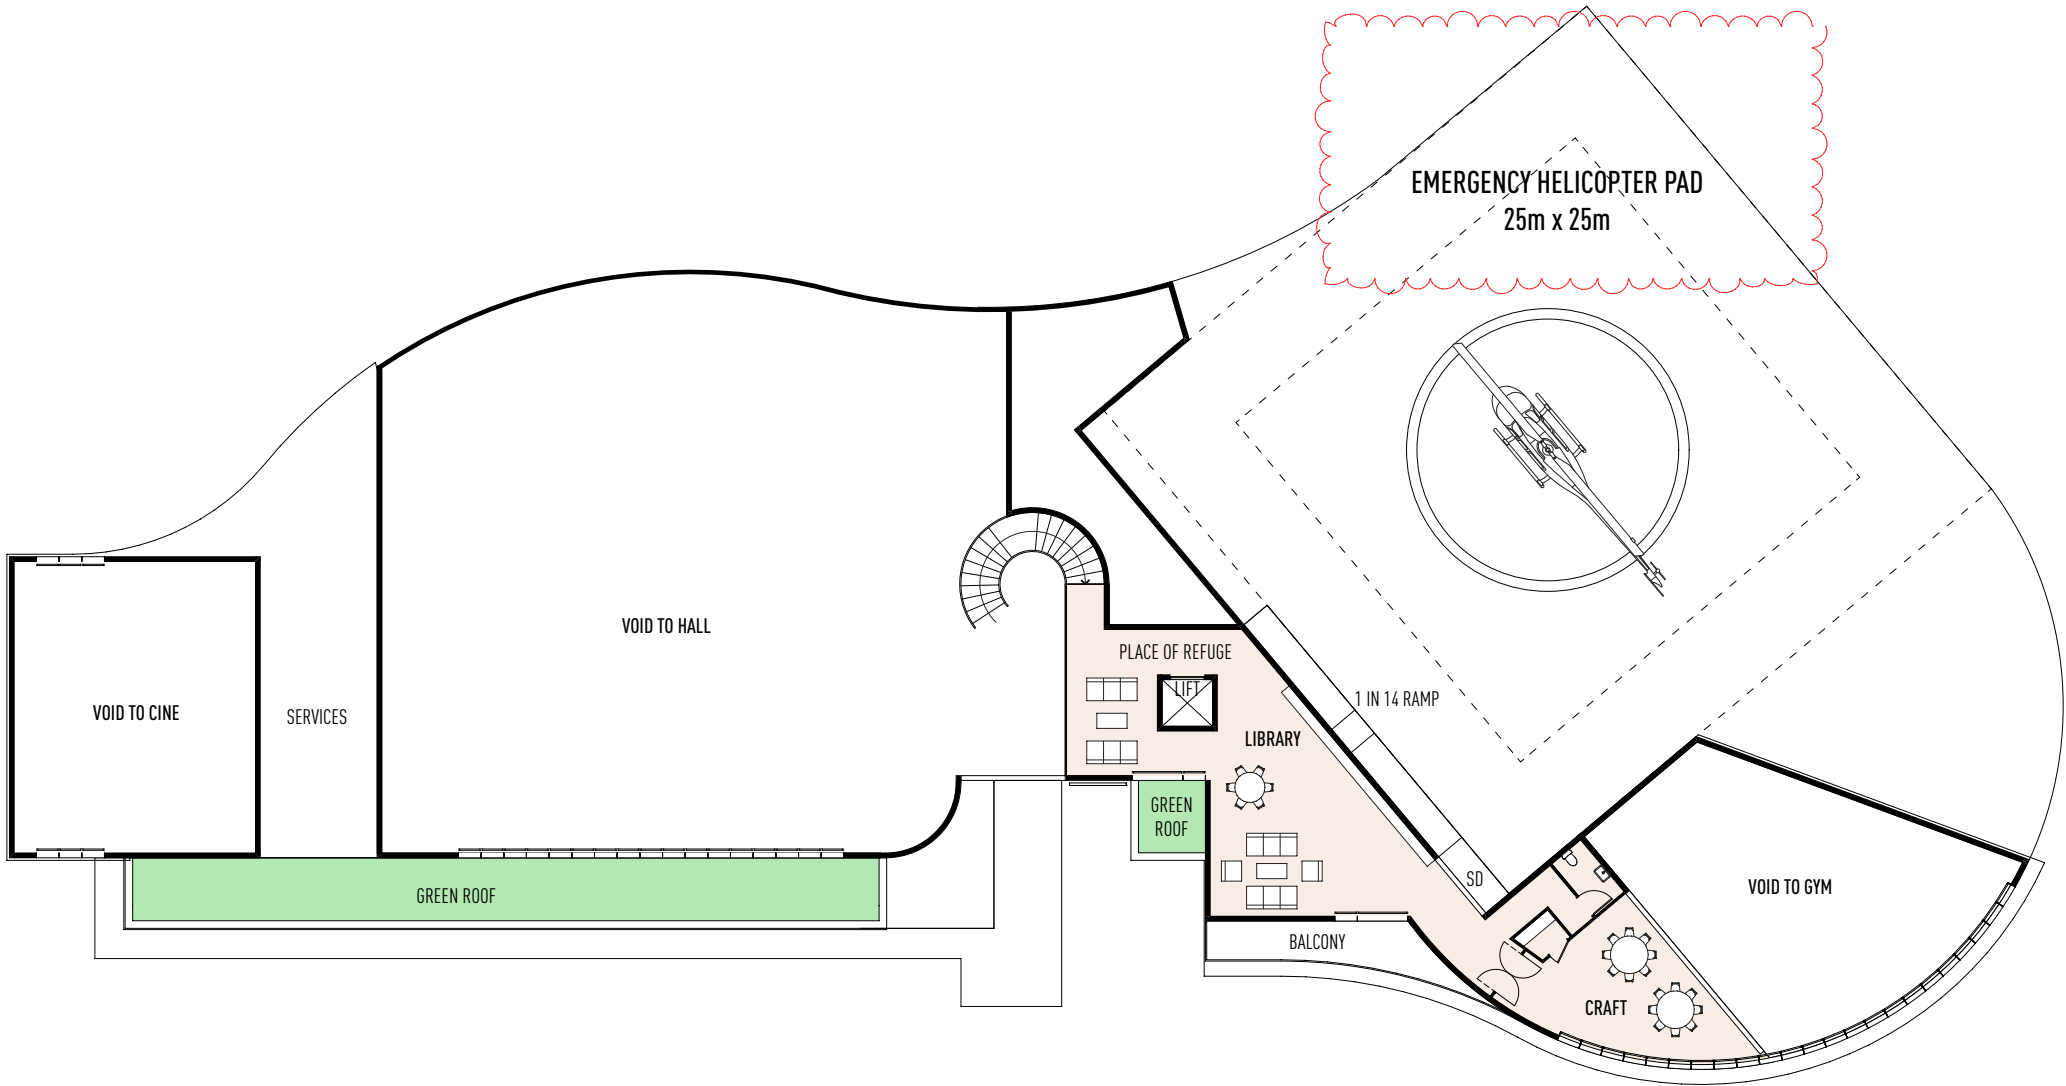 EMERGENCY HELICOPTER PAD
25m x 25m
VOID TO HALL
PLACE OF REFUGE
LIFT
1 IN 14 RAMP
VOID TO CINE
SERVICES
LIBRARY
GREEN
ROOF
SD
VOID TO GYM
GREEN ROOF
BALCONY
CRAFT